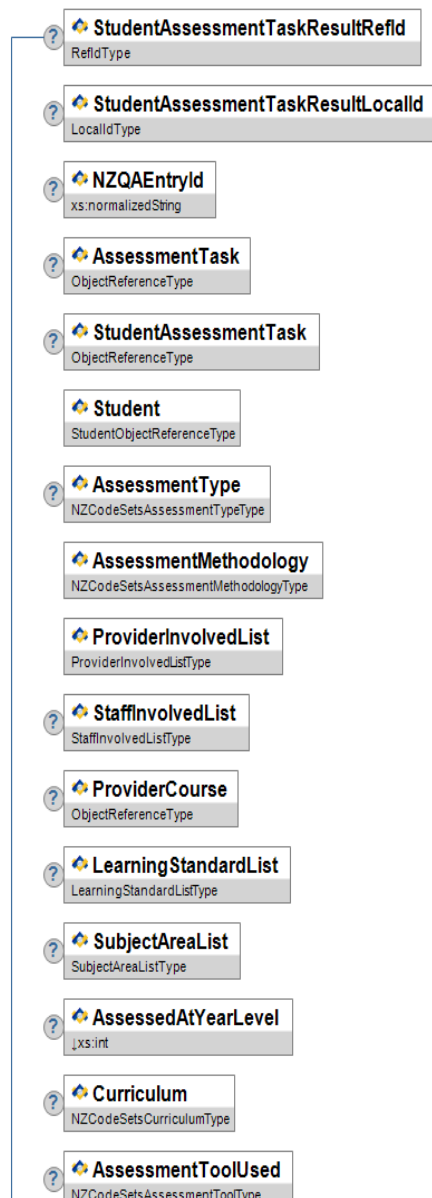 ?
StudentAssessmentTaskResultRefId
RefIdType
?
StudentAssessmentTaskResultLocalId
LocalIdType
?
NZQAEntryId
xs:normalizedString
?
AssessmentTask
ObjectReferenceType
?
StudentAssessmentTask
ObjectReferenceType
Student
StudentObjectReferenceType
?
AssessmentType
NZCodeSetsAssessmentTypeType
AssessmentMethodology
NZCodeSetsAssessmentMethodologyType
ProviderInvolvedList
ProviderInvolvedListType
?
StaffInvolvedList
StaffInvolvedListType
?
ProviderCourse
ObjectReferenceType
?
LearningStandardList
LearningStandardListType
?
SubjectAreaList
SubjectAreaListType
?
AssessedAtYearLevel
↓xs:int
?
Curriculum
NZCodeSetsCurriculumType
?
AssessmentToolUsed
NZCodeSetsAssessmentToolType